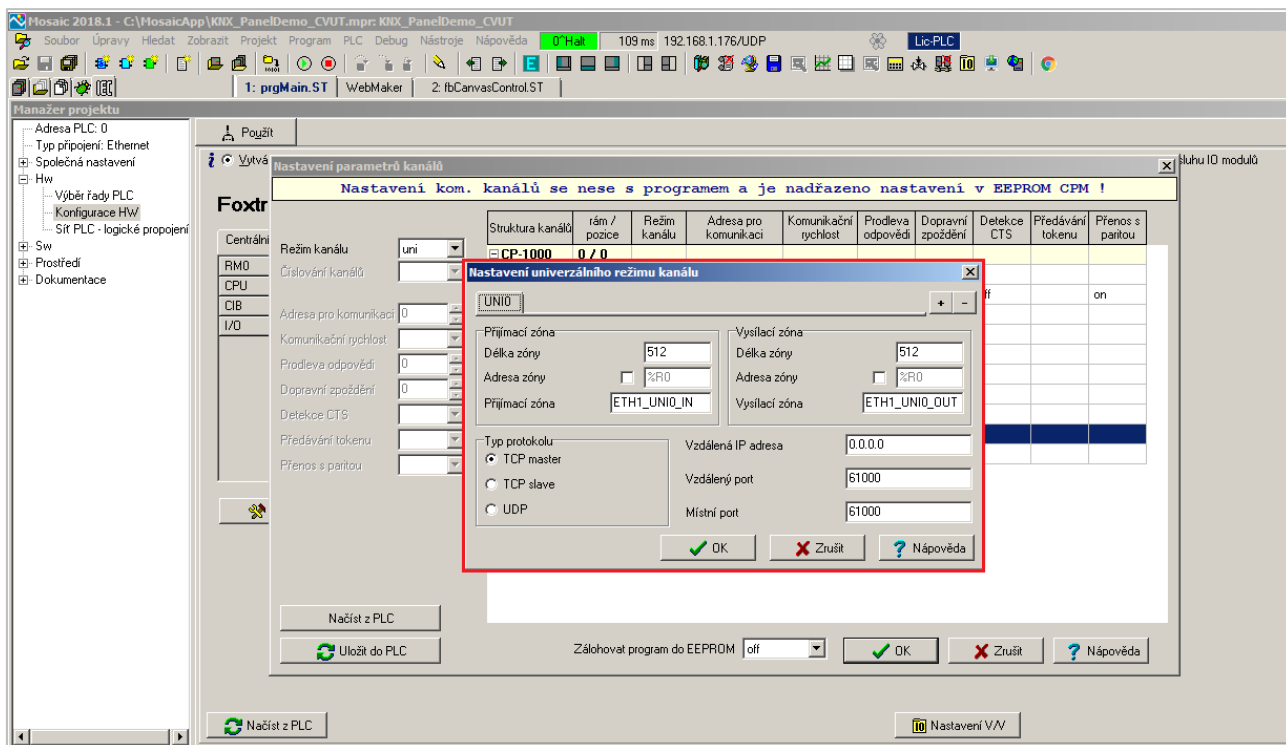 Mosaic 2018.1 - C:\MosaicApp\KNX_PanelDemo_CVUT.mpr: KNX_PanelDemo_CVUT
Soubor Úpravy Hledat Zobrazit Projekt Program PLC Debug Nástroje Nápověda 0^Halt 109 ms 192.168.1.176/UDP Lic-PLC
1: prgMain.ST WebMaker 2: fbCanvasControl.ST
Manažer projektu
Adresa PLC: 0
Typ připojení: Ethernet
Společná nastavení
Hw
Výběr řady PLC
Konfigurace HW
Síť PLC - logické propojení
Sw
Prostředí
Dokumentace
Použít
Vytvá
sluhu IO modulů
Foxtr
Centrální
RM0
CPU
CIB
I/O
Nastavení parametrů kanálů
Nastavení kom. kanálů se nese s programem a je nadřazeno nastavení v EEPROM CPM !
Režim kanálu uni
Číslování kanálů
Adresa pro komunikaci 0
Komunikační rychlost
Prodleva odpovědi 0
Dopravní zpoždění 0
Detekce CTS
Předávání tokenu
Přenos s paritou
Struktura kanálů rám / pozice Režim kanálu Adresa pro komunikaci Komunikační rychlost Prodleva odpovědi Dopravní zpoždění Detekce CTS Předávání tokenu Přenos s paritou
CP-1000 0 / 0
ff on
Nastavení univerzálního režimu kanálu
UNI0 + -
Přijímací zóna
Délka zóny 512
Adresa zóny %R0
Přijímací zóna ETH1_UNI0_IN
Vysílací zóna
Délka zóny 512
Adresa zóny %R0
Vysílací zóna ETH1_UNI0_OUT
Typ protokolu
TCP master
TCP slave
UDP
Vzdálená IP adresa 0.0.0.0
Vzdálený port 61000
Místní port 61000
OK Zrušit Nápověda
Načíst z PLC
Uložit do PLC
Zálohovat program do EEPROM off OK Zrušit Nápověda
Načíst z PLC
Nastavení V/V